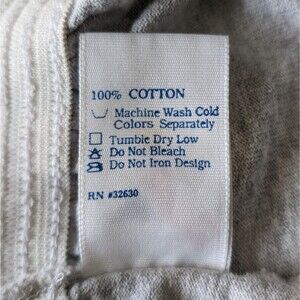 100% COTTON
Machine Wash Cold
Colors Separately
Tumble Dry Low
Do Not Bleach
Do Not Iron Design
RN #32630